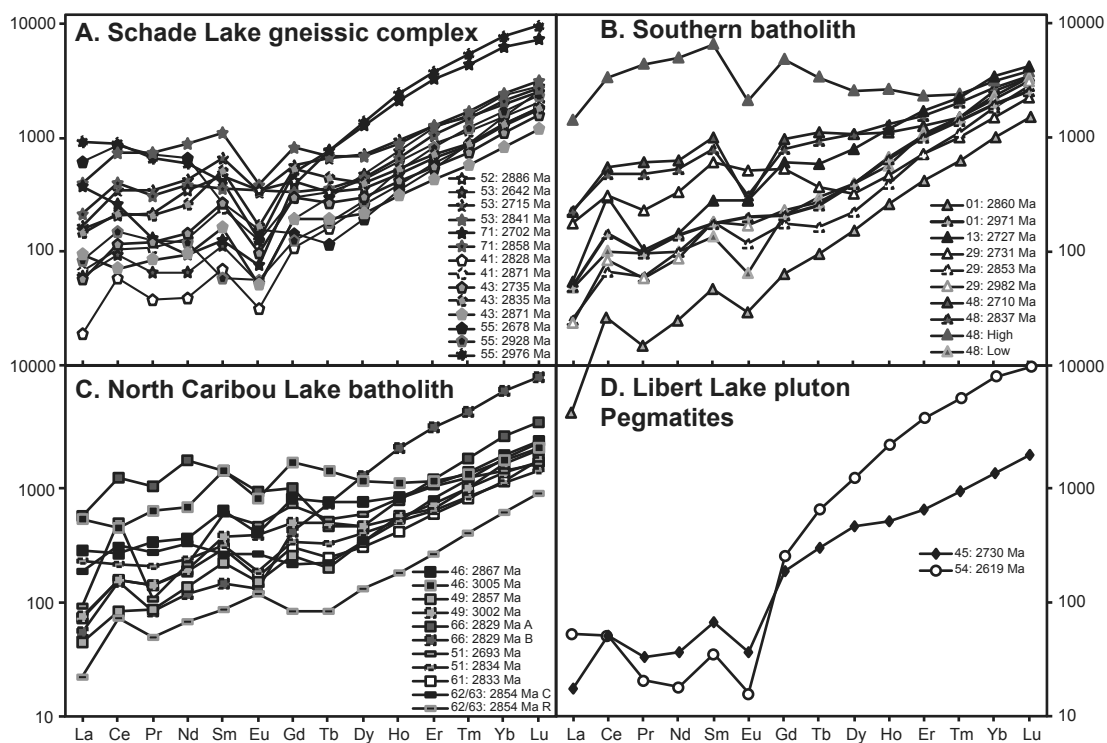 10000
1000
100
10000
1000
100
10
A. Schade Lake gneissic complex
52: 2886 Ma
53: 2642 Ma
53: 2715 Ma
53: 2841 Ma
71: 2702 Ma
71: 2858 Ma
41: 2828 Ma
41: 2871 Ma
43: 2735 Ma
43: 2835 Ma
43: 2871 Ma
55: 2678 Ma
55: 2928 Ma
55: 2976 Ma
B. Southern batholith
01: 2860 Ma
01: 2971 Ma
13: 2727 Ma
29: 2731 Ma
29: 2853 Ma
29: 2982 Ma
48: 2710 Ma
48: 2837 Ma
48: High
48: Low
10000
1000
100
10000
1000
100
10
C. North Caribou Lake batholith
46: 2867 Ma
46: 3005 Ma
49: 2857 Ma
49: 3002 Ma
66: 2829 Ma A
66: 2829 Ma B
51: 2693 Ma
51: 2834 Ma
61: 2833 Ma
62/63: 2854 Ma C
62/63: 2854 Ma R
D. Libert Lake pluton
Pegmatites
45: 2730 Ma
54: 2619 Ma
La Ce Pr Nd Sm Eu Gd Tb Dy Ho Er Tm Yb Lu
La Ce Pr Nd Sm Eu Gd Tb Dy Ho Er Tm Yb Lu